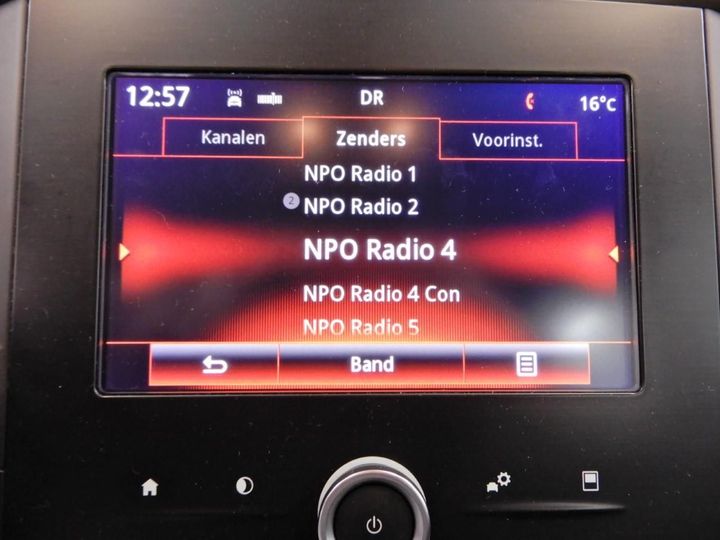 12:57 DR 16°c
Kanalen Zenders Voorinst.
NPO Radio 1
2 NPO Radio 2
NPO Radio 4
NPO Radio 4 Con
NPO Radio 5
Band